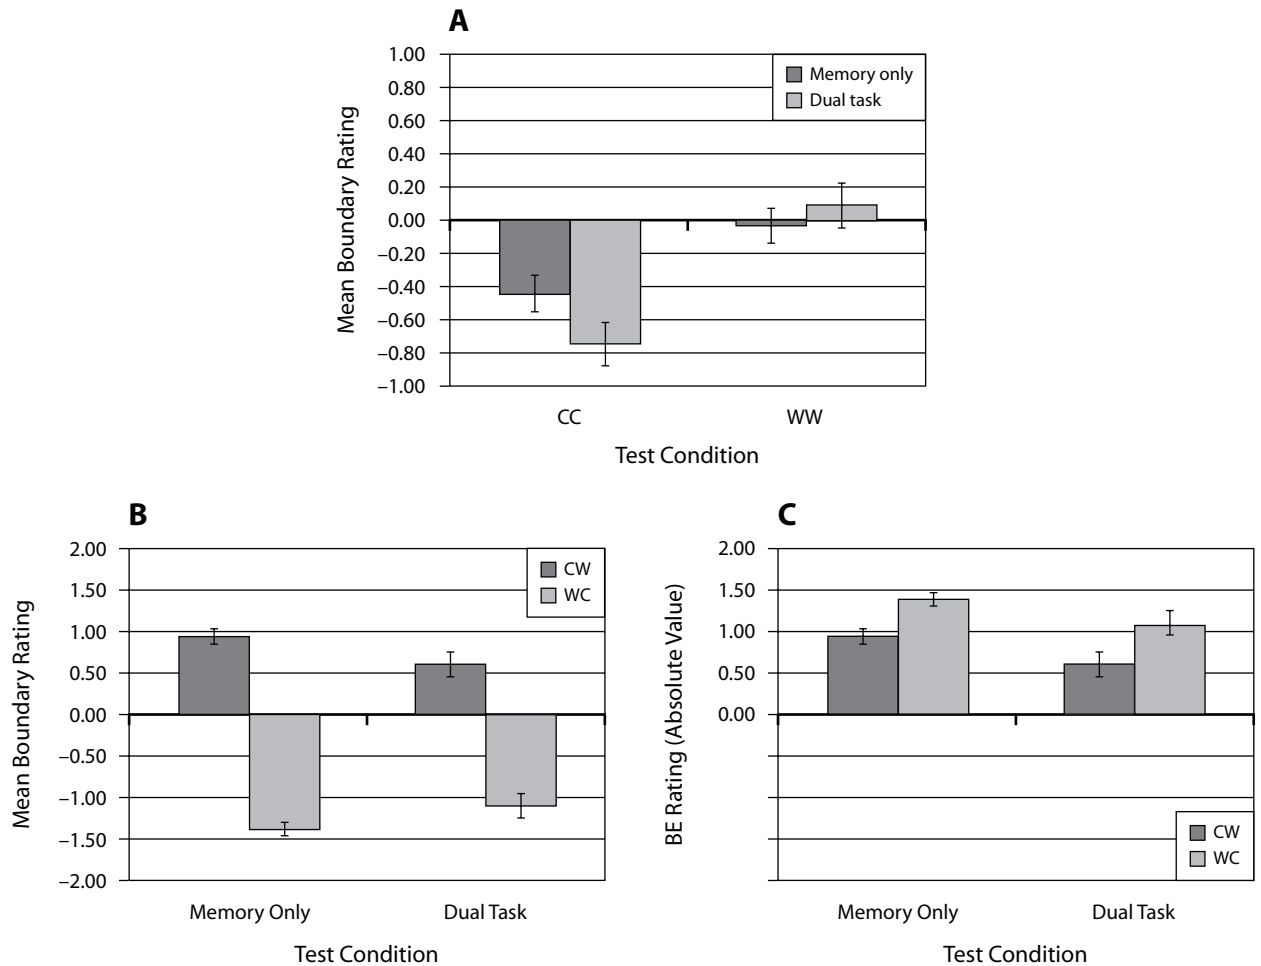 A
1.00
0.80
0.60
0.40
0.20
0.00
–0.20
–0.40
–0.60
–0.80
–1.00
Mean Boundary Rating
Memory only
Dual task
CC
WW
Test Condition
B
2.00
1.50
1.00
0.50
0.00
–0.50
–1.00
–1.50
–2.00
Mean Boundary Rating
CW
WC
Memory Only
Dual Task
Test Condition
C
2.00
1.50
1.00
0.50
0.00
BE Rating (Absolute Value)
CW
WC
Memory Only
Dual Task
Test Condition